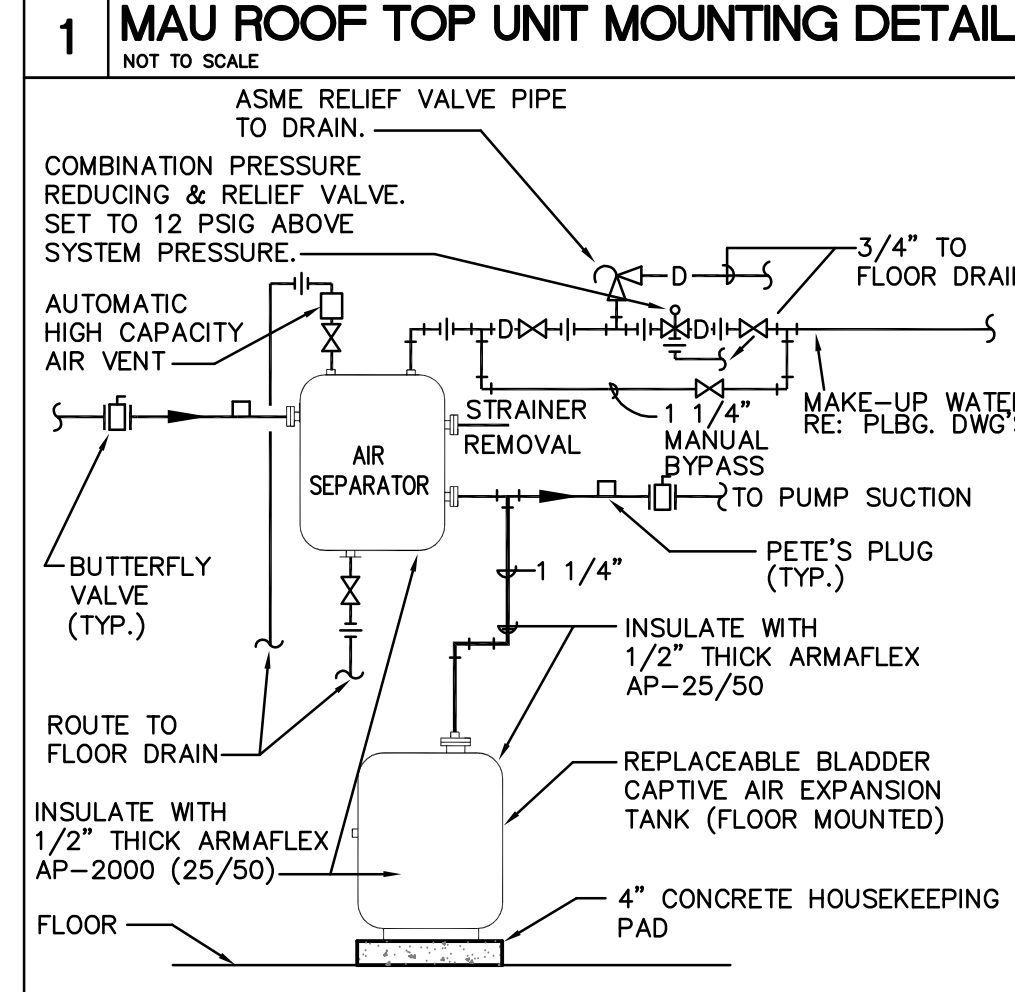 1
MAU ROOF TOP UNIT MOUNTING DETAIL
NOT TO SCALE
ASME RELIEF VALVE PIPE
TO DRAIN.
COMBINATION PRESSURE
REDUCING & RELIEF VALVE.
SET TO 12 PSIG ABOVE
SYSTEM PRESSURE.
3/4" TO
FLOOR DRAI
D
AUTOMATIC
HIGH CAPACITY
AIR VENT
D
D
MAKE-UP WATE
RE: PLBG. DWG'S
1 1/4"
MANUAL
BYPASS
STRAINER
REMOVAL
AIR
SEPARATOR
TO PUMP SUCTION
PETE'S PLUG
(TYP.)
BUTTERFLY
VALVE
(TYP.)
1 1/4"
INSULATE WITH
1/2" THICK ARMAFLEX
AP-25/50
ROUTE TO
FLOOR DRAIN
REPLACEABLE BLADDER
CAPTIVE AIR EXPANSION
TANK (FLOOR MOUNTED)
INSULATE WITH
1/2" THICK ARMAFLEX
AP-2000 (25/50)
4" CONCRETE HOUSEKEEPING
PAD
FLOOR